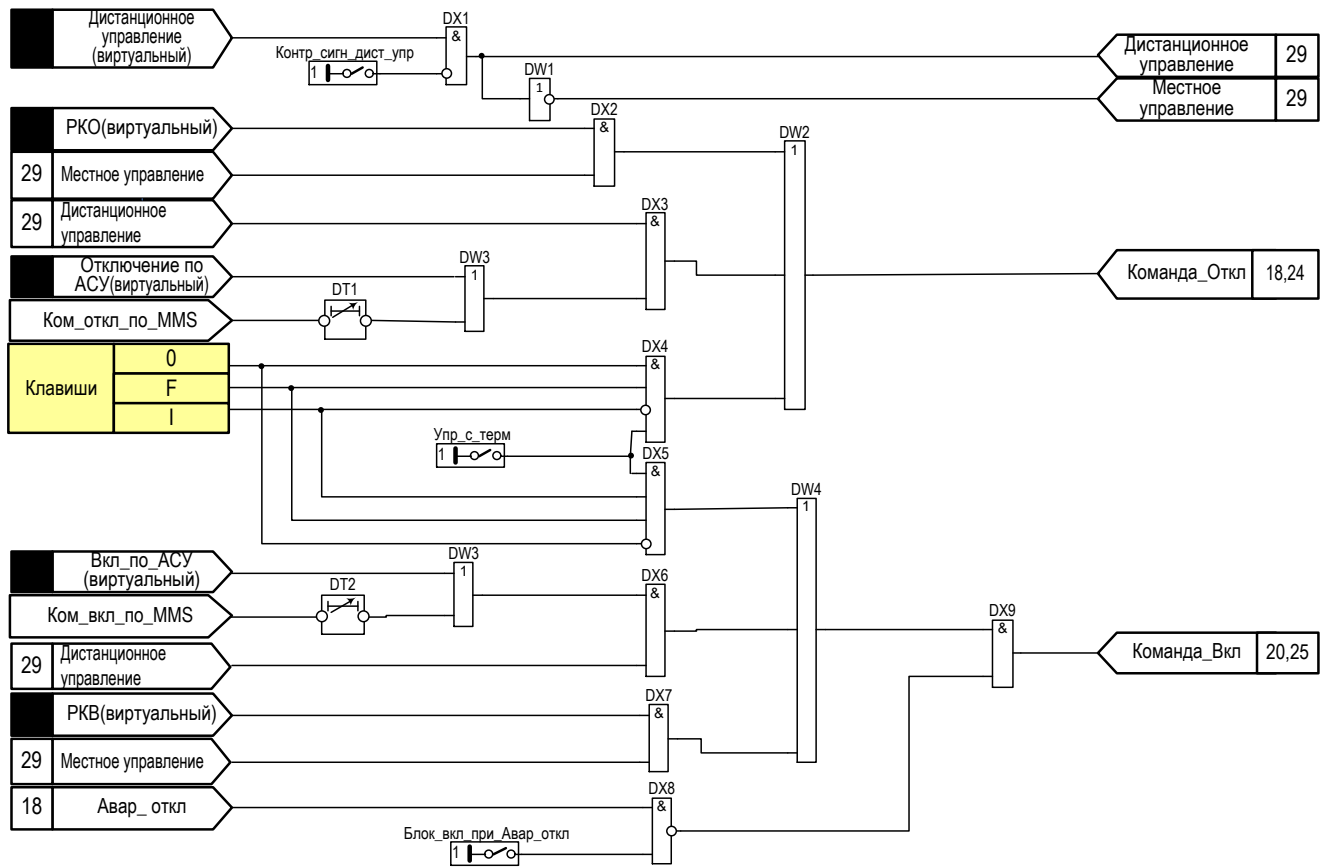 Дистанционное
управление
(виртуальный)
Контр_сигн_дист_упр
1
DX1
&
DW1
1
Дистанционное
управление
29
Местное
управление
29
РКО(виртуальный)
29
Местное управление
DX2
&
DW2
1
29
Дистанционное
управление
DX3
&
Отключение по
АСУ(виртуальный)
DW3
1
Ком_откл_по_MMS
DT1
Команда_Откл
18,24
Клавиши
0
F
I
DX4
&
Упр_с_терм
1
DX5
&
DW4
1
Вкл_по_АСУ
(виртуальный)
DW3
1
Ком_вкл_по_MMS
DT2
DX6
&
29
Дистанционное
управление
DX9
&
Команда_Вкл
20,25
РКВ(виртуальный)
DX7
&
29
Местное управление
18
Авар_ откл
DX8
&
Блок_вкл_при_Авар_откл
1